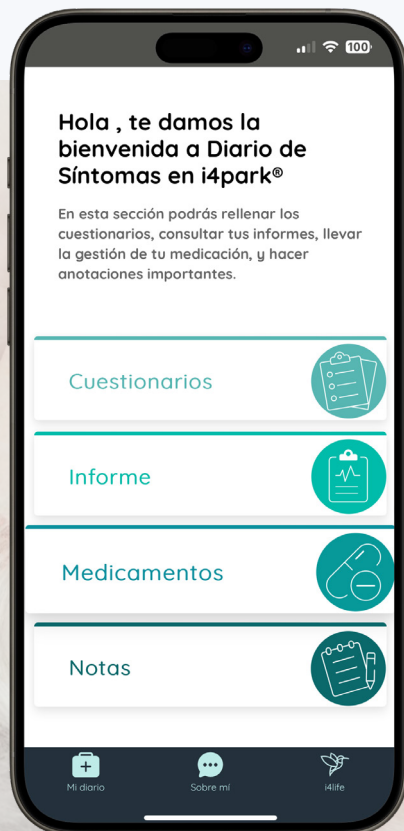 100
Hola , te damos la
bienvenida a Diario de
Síntomas en i4park®
En esta sección podrás rellenar los
cuestionarios, consultar tus informes, llevar
la gestión de tu medicación, y hacer
anotaciones importantes.
Cuestionarios
Informe
Medicamentos
Notas
Mi diario
Sobre mí
i4life